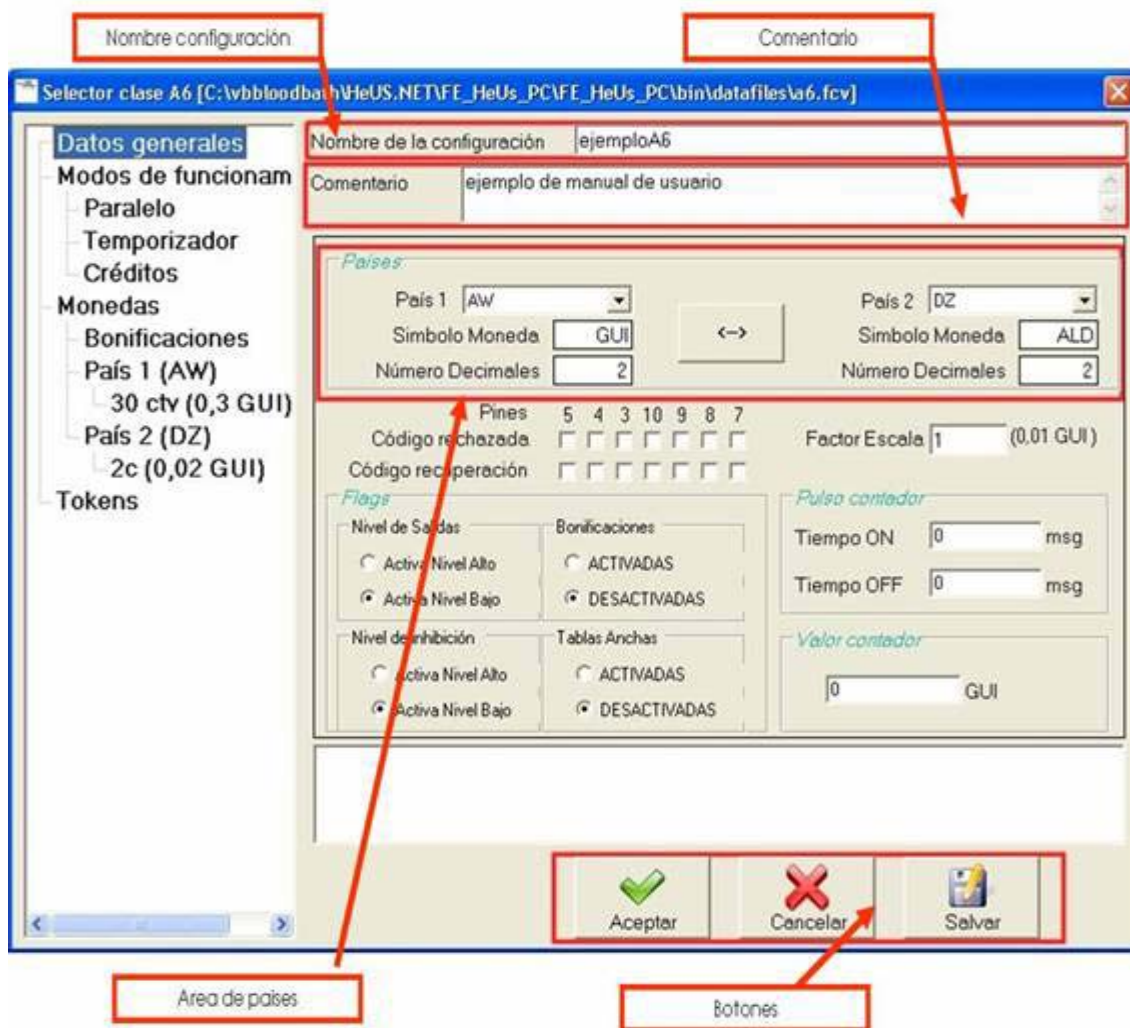 Nombre configuración
Comentario
Selector clase A6 [C:\vbbloodbath\HeUS.NET\FE_HeUs_PC\FE_HeUs_PC\bin\datafiles\a6.fcv]
Datos generales
Modos de funcionam
Paralelo
Temporizador
Créditos
Monedas
Bonificaciones
País 1 (AW)
30 ctv (0,3 GUI)
País 2 (DZ)
2c (0,02 GUI)
Tokens
Nombre de la configuración ejemploA6
Comentario ejemplo de manual de usuario
Países
País 1 AW
Simbolo Moneda GUI
Número Decimales 2
<-->
País 2 DZ
Simbolo Moneda ALD
Número Decimales 2
Pines 5 4 3 10 9 8 7
Código rechazada
Código recuperación
Factor Escala 1 (0,01 GUI)
Flags
Nivel de Salidas
Activa Nivel Alto
Activa Nivel Bajo
Bonificaciones
ACTIVADAS
DESACTIVADAS
Nivel de inhibición
Activa Nivel Alto
Activa Nivel Bajo
Tablas Anchas
ACTIVADAS
DESACTIVADAS
Pulso contador
Tiempo ON 0 msg
Tiempo OFF 0 msg
Valor contador
0 GUI
Aceptar
Cancelar
Salvar
Area de países
Botones